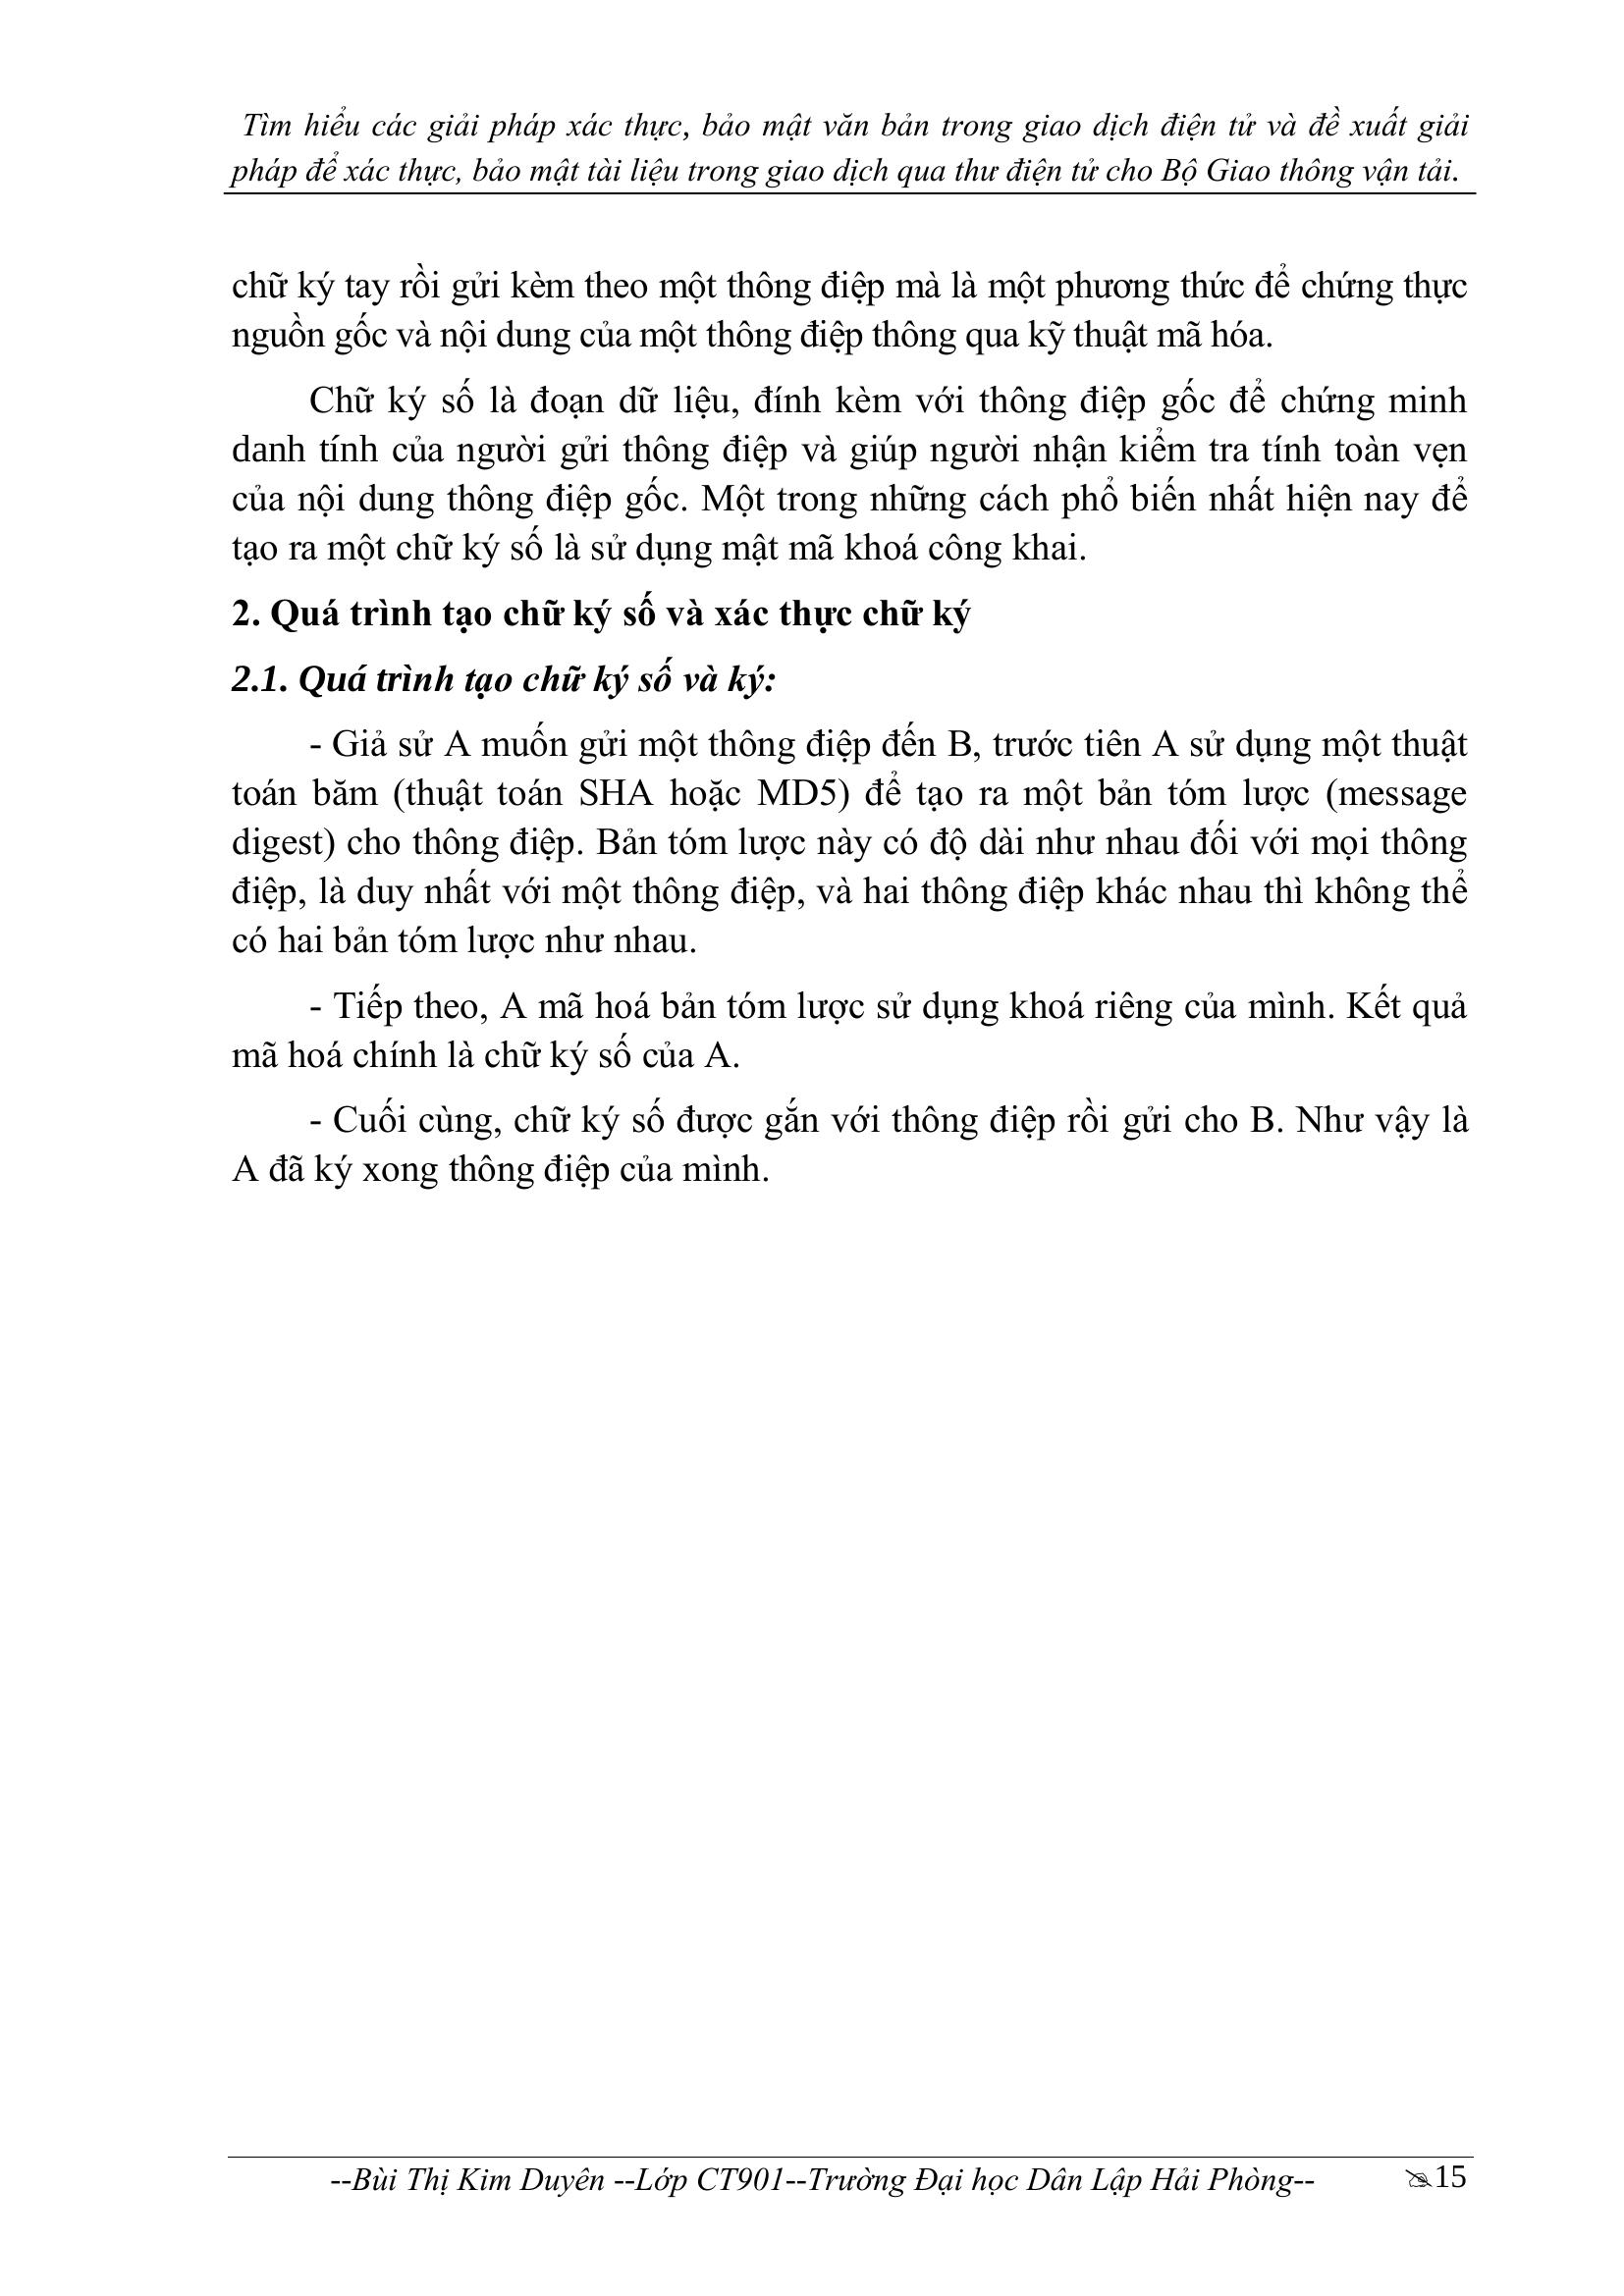 Tìm hiểu các giải pháp xác thực, bảo mật văn bản trong giao dịch điện tử và đề xuất giải
pháp để xác thực, bảo mật tài liệu trong giao dịch qua thư điện tử cho Bộ Giao thông vận tải.
chữ ký tay rồi gửi kèm theo một thông điệp mà là một phương thức để chứng thực
nguồn gốc và nội dung của một thông điệp thông qua kỹ thuật mã hóa.
Chữ ký số là đoạn dữ liệu, đính kèm với thông điệp gốc để chứng minh
danh tính của người gửi thông điệp và giúp người nhận kiểm tra tính toàn vẹn
của nội dung thông điệp gốc. Một trong những cách phổ biến nhất hiện nay để
tạo ra một chữ ký số là sử dụng mật mã khoá công khai.
2. Quá trình tạo chữ ký số và xác thực chữ ký
2.1. Quá trình tạo chữ ký số và ký:
- Giả sử A muốn gửi một thông điệp đến B, trước tiên A sử dụng một thuật
toán băm (thuật toán SHA hoặc MD5) để tạo ra một bản tóm lược (message
digest) cho thông điệp. Bản tóm lược này có độ dài như nhau đối với mọi thông
điệp, là duy nhất với một thông điệp, và hai thông điệp khác nhau thì không thể
có hai bản tóm lược như nhau.
- Tiếp theo, A mã hoá bản tóm lược sử dụng khoá riêng của mình. Kết quả
mã hoá chính là chữ ký số của A.
- Cuối cùng, chữ ký số được gắn với thông điệp rồi gửi cho B. Như vậy là
A đã ký xong thông điệp của mình.
--Bùi Thị Kim Duyên --Lớp CT901--Trường Đại học Dân Lập Hải Phòng-- 15